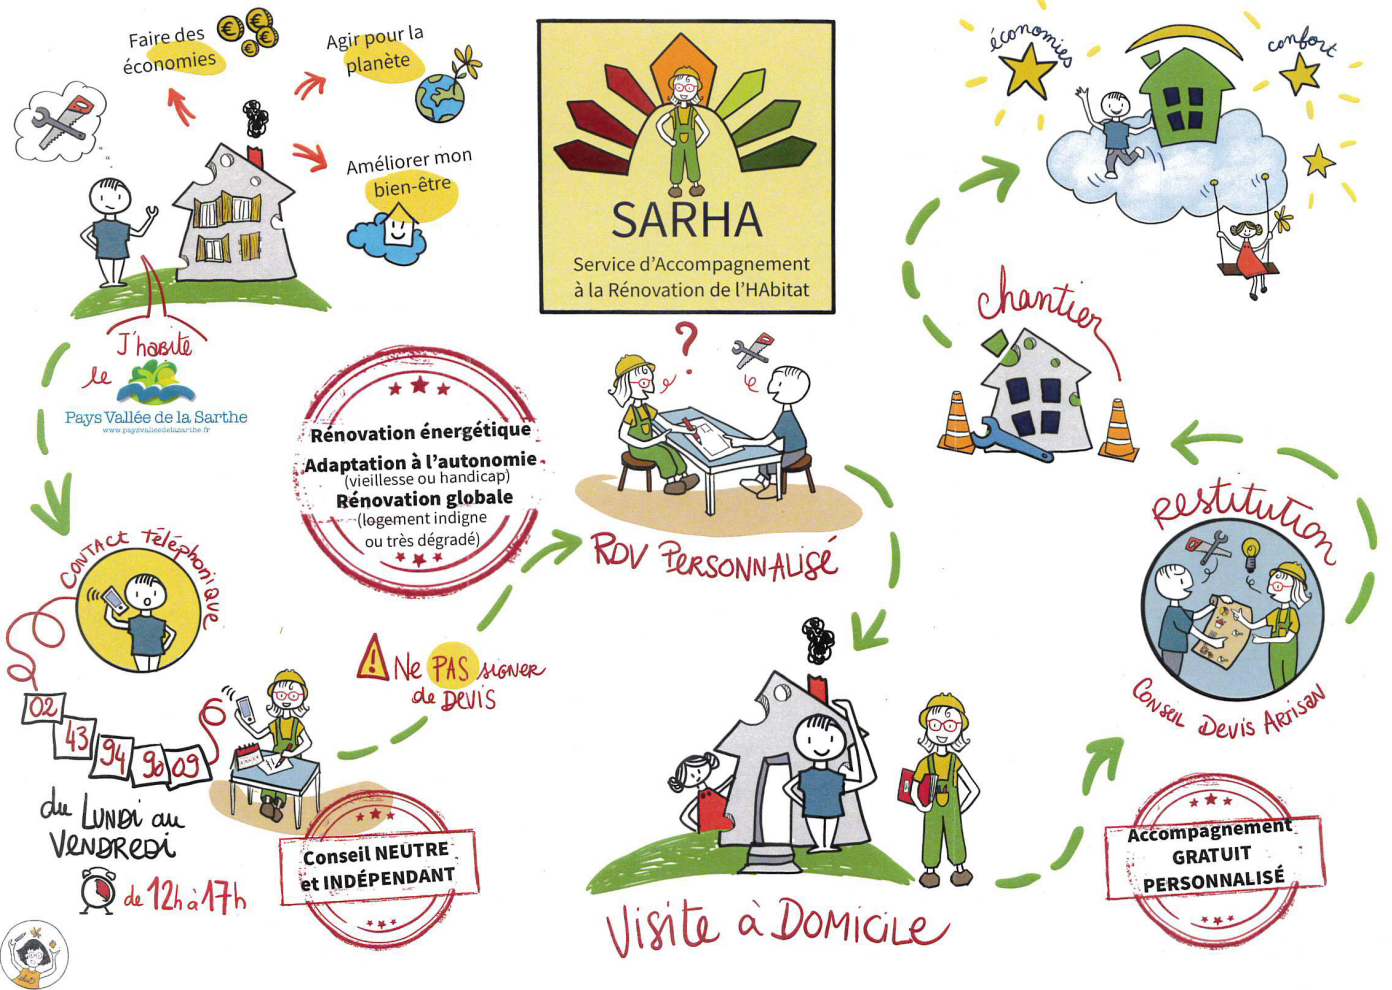 Faire des
économies
Agir pour la
planète
Améliorer mon
bien-être
J'habite
le
Pays Vallée de la Sarthe
www.paysvalleedelasarthe.fr
SARHA
Service d'Accompagnement
à la Rénovation de l'HAbitat
Rénovation énergétique
Adaptation à l'autonomie
(vieillesse ou handicap)
Rénovation globale
(logement indigne
ou très dégradé)
CONTACT Téléphonique
02
43
94
90
09
du LUNDI au
VENDREDI
de 12h à 17h
Conseil NEUTRE
et INDÉPENDANT
Ne PAS signer
de DEVIS
?
RDV PERSONNALISÉ
Visite à DOMICILE
Accompagnement
GRATUIT
PERSONNALISÉ
RESTITUTION
CONSEIL DEVIS ARTISAN
chantier
économies
confort